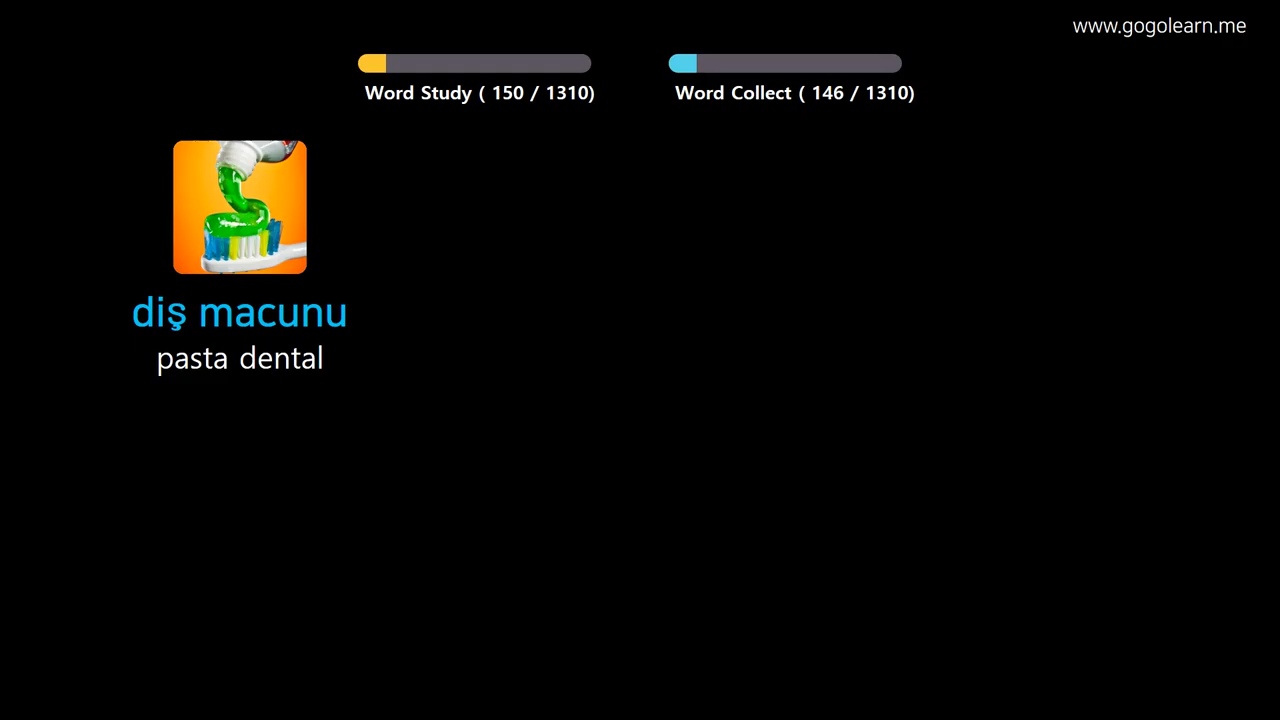 www.gogolearn.me
Word Study ( 150 / 1310)
Word Collect ( 146 / 1310)
diş macunu
pasta dental